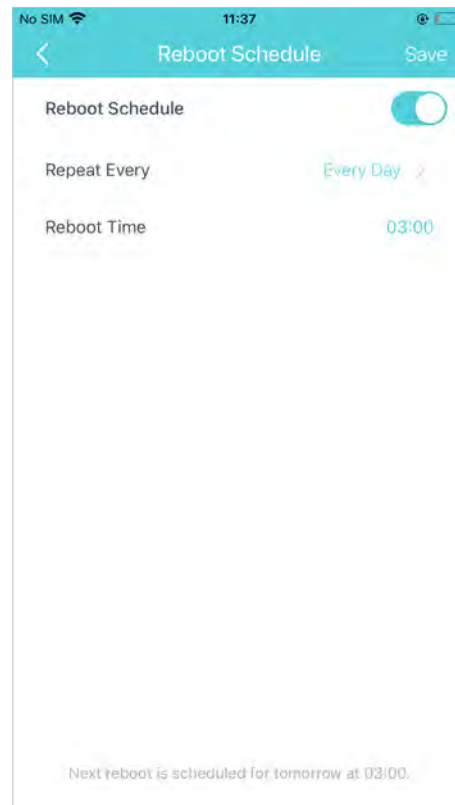 No SIM 11:37
Reboot Schedule Save
Reboot Schedule
Repeat Every Every Day
Reboot Time 03:00
Next reboot is scheduled for tomorrow at 03:00.